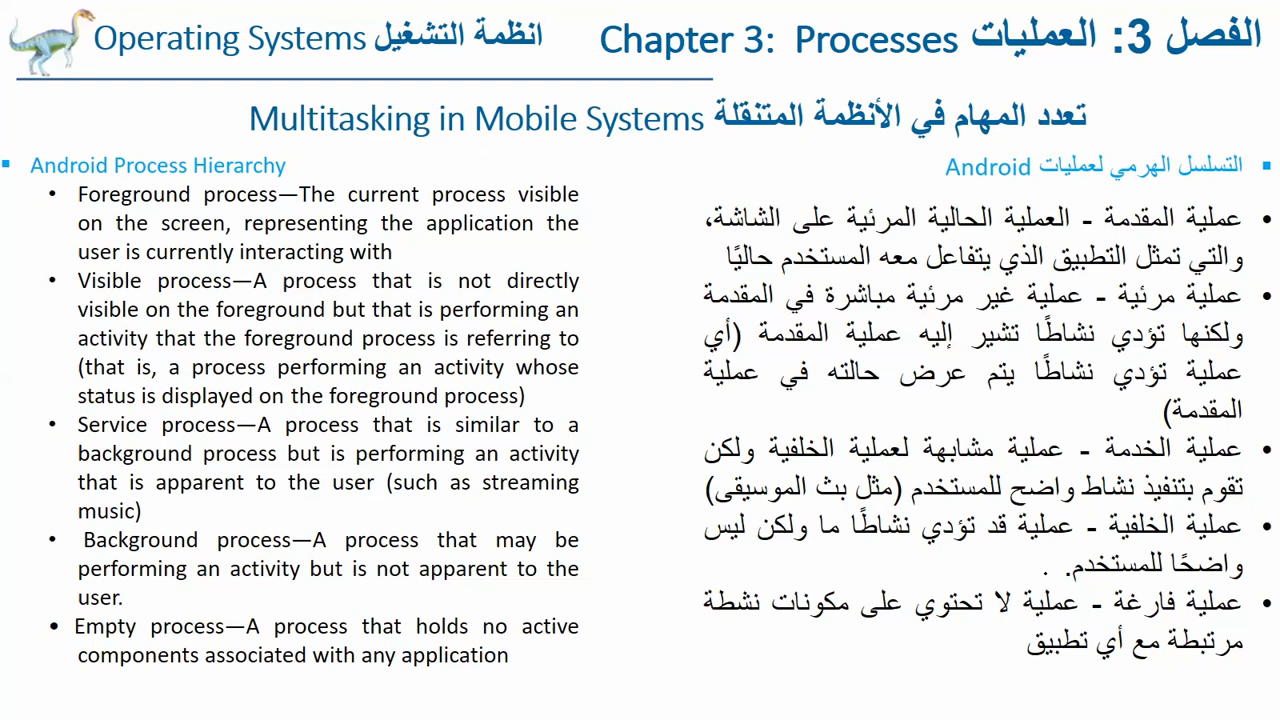 Operating Systems انظمة التشغيل
Chapter 3: Processes الفصل 3: العمليات
Multitasking in Mobile Systems تعدد المهام في الأنظمة المتنقلة
▪ Android Process Hierarchy
• Foreground process—The current process visible
on the screen, representing the application the
user is currently interacting with
• Visible process—A process that is not directly
visible on the foreground but that is performing an
activity that the foreground process is referring to
(that is, a process performing an activity whose
status is displayed on the foreground process)
• Service process—A process that is similar to a
background process but is performing an activity
that is apparent to the user (such as streaming
music)
• Background process—A process that may be
performing an activity but is not apparent to the
user.
• Empty process—A process that holds no active
components associated with any application
▪ التسلسل الهرمي لعمليات Android
• عملية المقدمة - العملية الحالية المرئية على الشاشة،
والتي تمثل التطبيق الذي يتفاعل معه المستخدم حاليًا
• عملية مرئية - عملية غير مرئية مباشرة في المقدمة
ولكنها تؤدي نشاطًا تشير إليه عملية المقدمة (أي
عملية تؤدي نشاطًا يتم عرض حالته في عملية
المقدمة)
• عملية الخدمة - عملية مشابهة لعملية الخلفية ولكن
تقوم بتنفيذ نشاط واضح للمستخدم (مثل بث الموسيقى)
• عملية الخلفية - عملية قد تؤدي نشاطًا ما ولكن ليس
واضحًا للمستخدم. .
• عملية فارغة - عملية لا تحتوي على مكونات نشطة
مرتبطة مع أي تطبيق